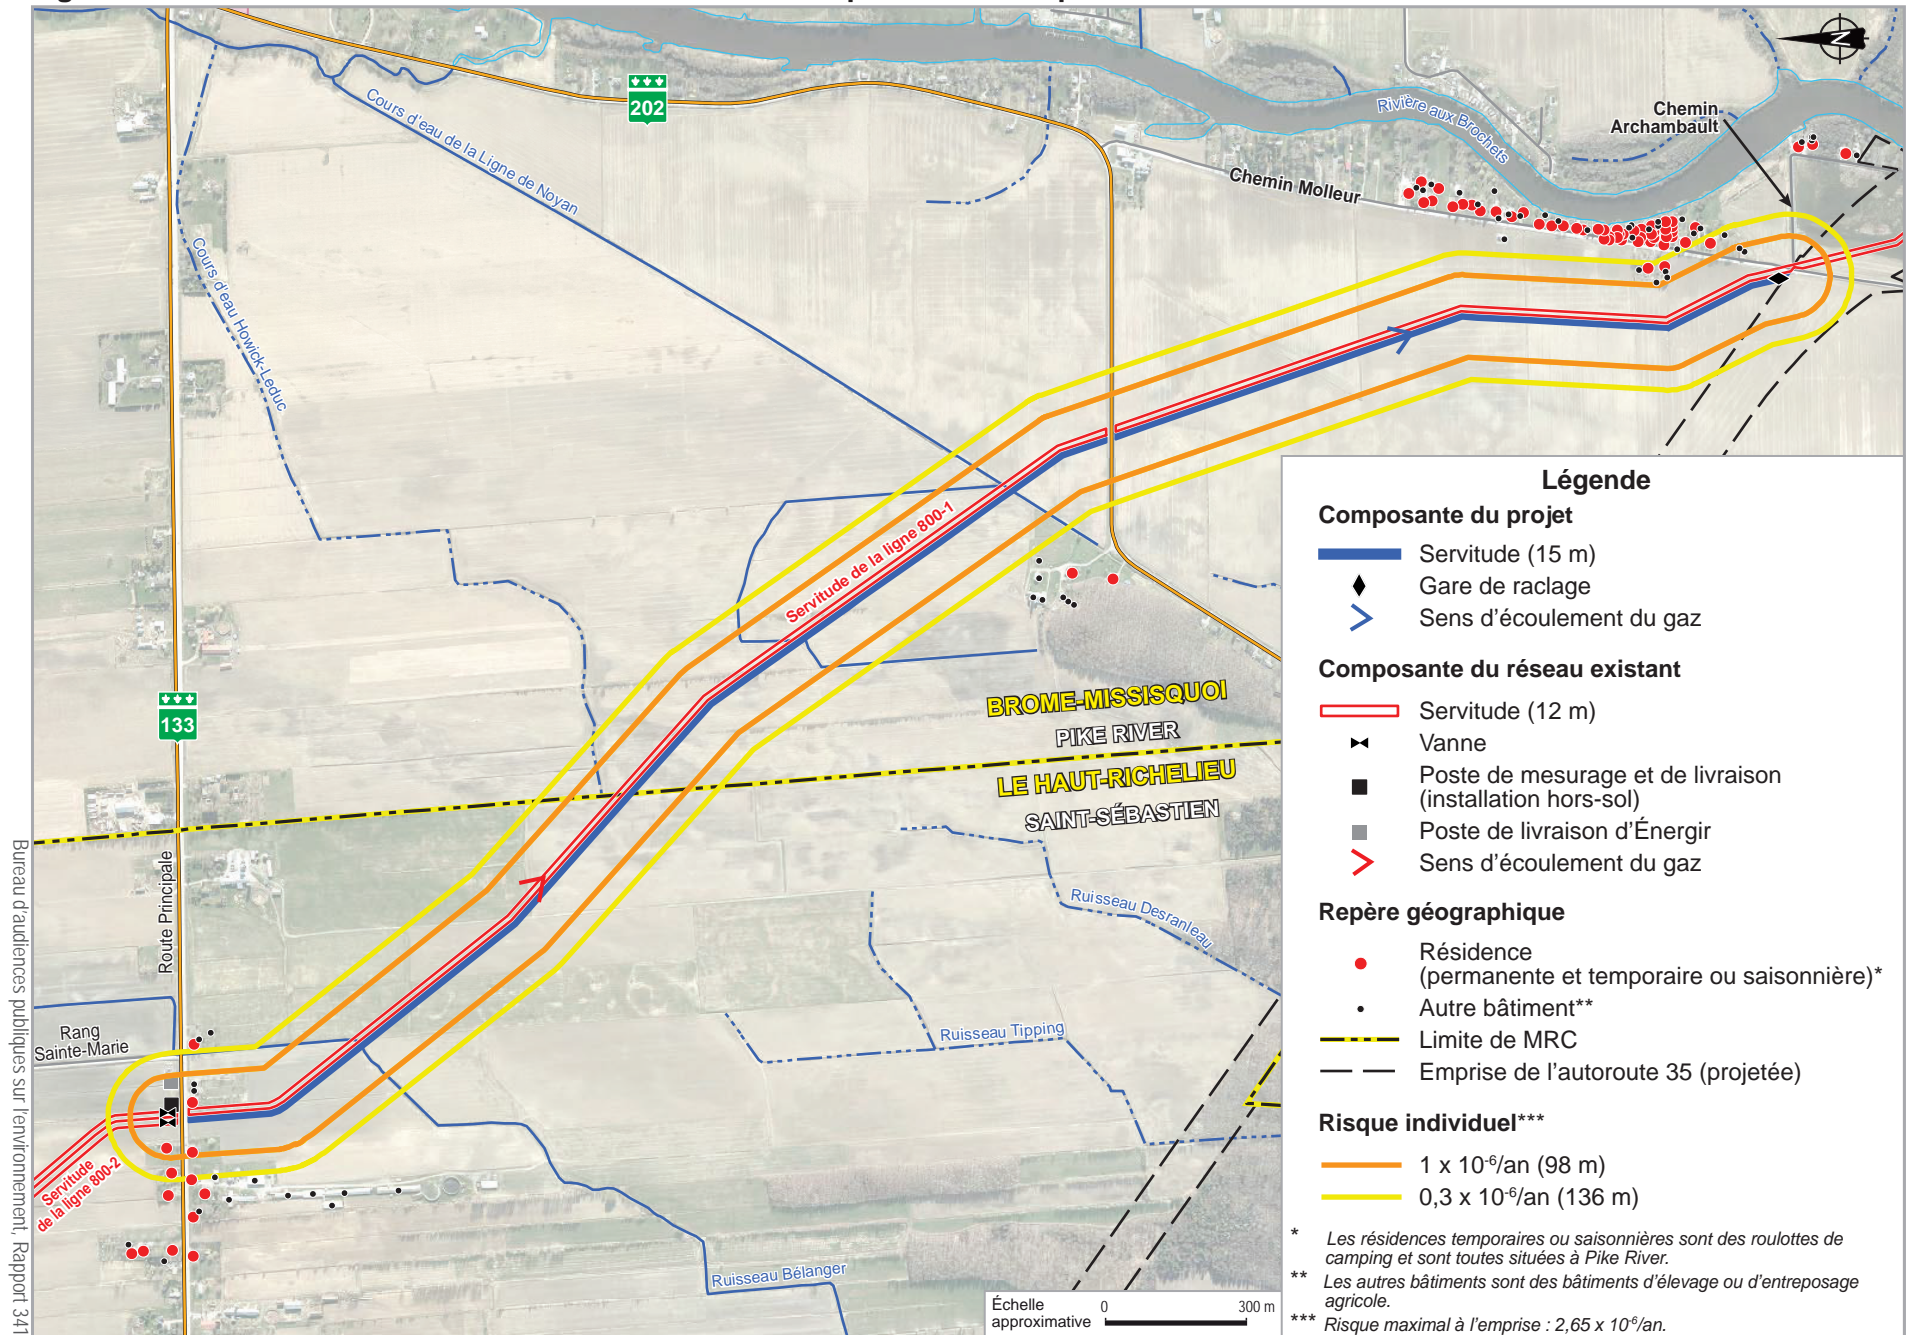 202
Cours d'eau de la Ligne de Noyan
Rivière aux Brochets
N
Chemin
Archambault
Chemin Molleur
Cours d'eau Howick-Leduc
Servitude de la ligne 800-1
133
BROME-MISSISQUOI
PIKE RIVER
LE HAUT-RICHELIEU
SAINT-SÉBASTIEN
Route Principale
Ruisseau Desranleau
Rang
Sainte-Marie
Ruisseau Tipping
Servitude
de la ligne 800-2
Ruisseau Bélanger
Échelle
approximative
0 300 m
Légende
Composante du projet
Servitude (15 m)
Gare de raclage
Sens d'écoulement du gaz
Composante du réseau existant
Servitude (12 m)
Vanne
Poste de mesurage et de livraison
(installation hors-sol)
Poste de livraison d'Énergir
Sens d'écoulement du gaz
Repère géographique
Résidence
(permanente et temporaire ou saisonnière)*
Autre bâtiment**
Limite de MRC
Emprise de l'autoroute 35 (projetée)
Risque individuel***
1 x 10⁻⁶/an (98 m)
0,3 x 10⁻⁶/an (136 m)
* Les résidences temporaires ou saisonnières sont des roulottes de
camping et sont toutes situées à Pike River.
** Les autres bâtiments sont des bâtiments d'élevage ou d'entreposage
agricole.
*** Risque maximal à l'emprise : 2,65 x 10⁻⁶/an.
Bureau d'audiences publiques sur l'environnement, Rapport 341